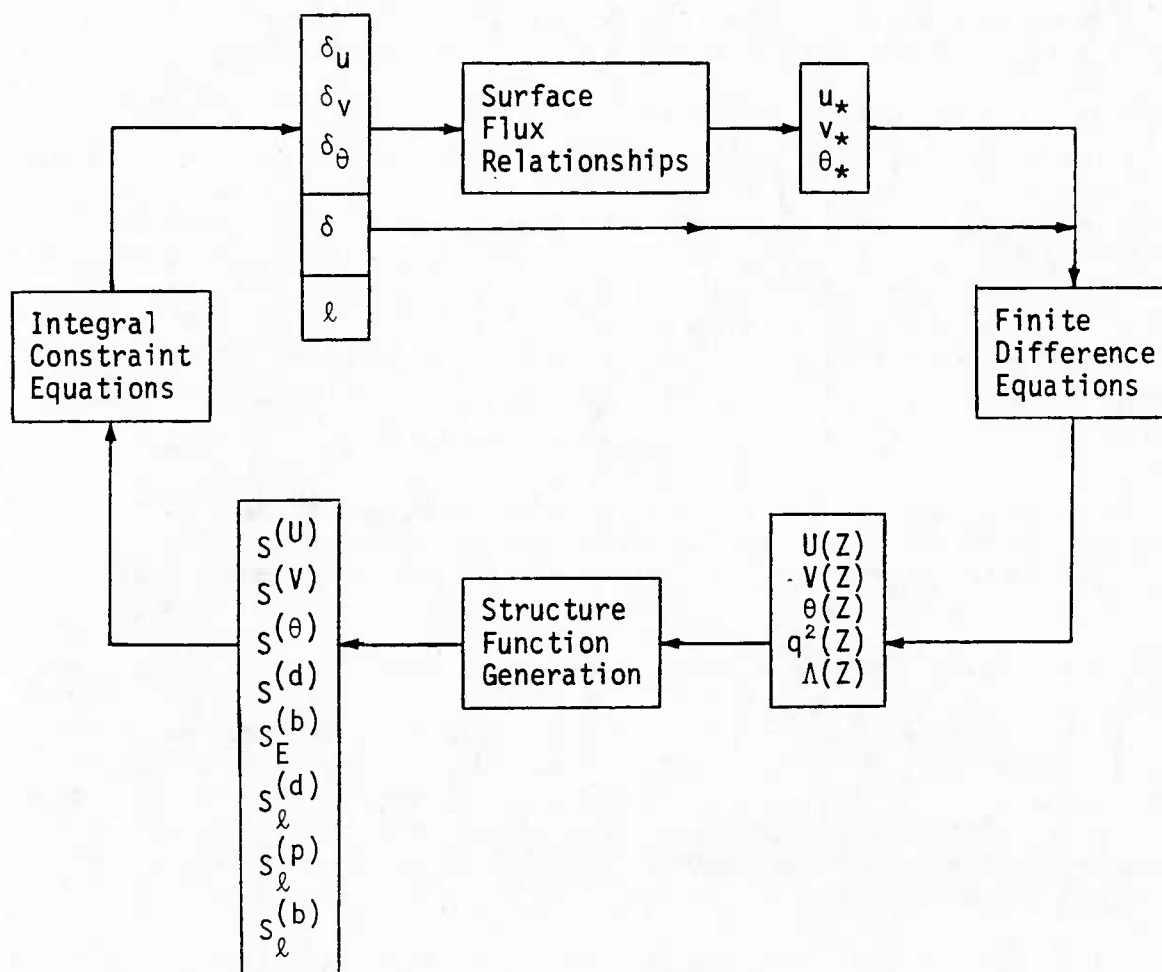 δu
δv
δθ
δ
ℓ
Surface
Flux
Relationships
u*
v*
θ*
Integral
Constraint
Equations
Finite
Difference
Equations
S(U)
S(V)
S(θ)
S(d)
S(b)E
S(d)ℓ
S(p)ℓ
S(b)ℓ
Structure
Function
Generation
U(Z)
V(Z)
θ(Z)
q²(Z)
Λ(Z)